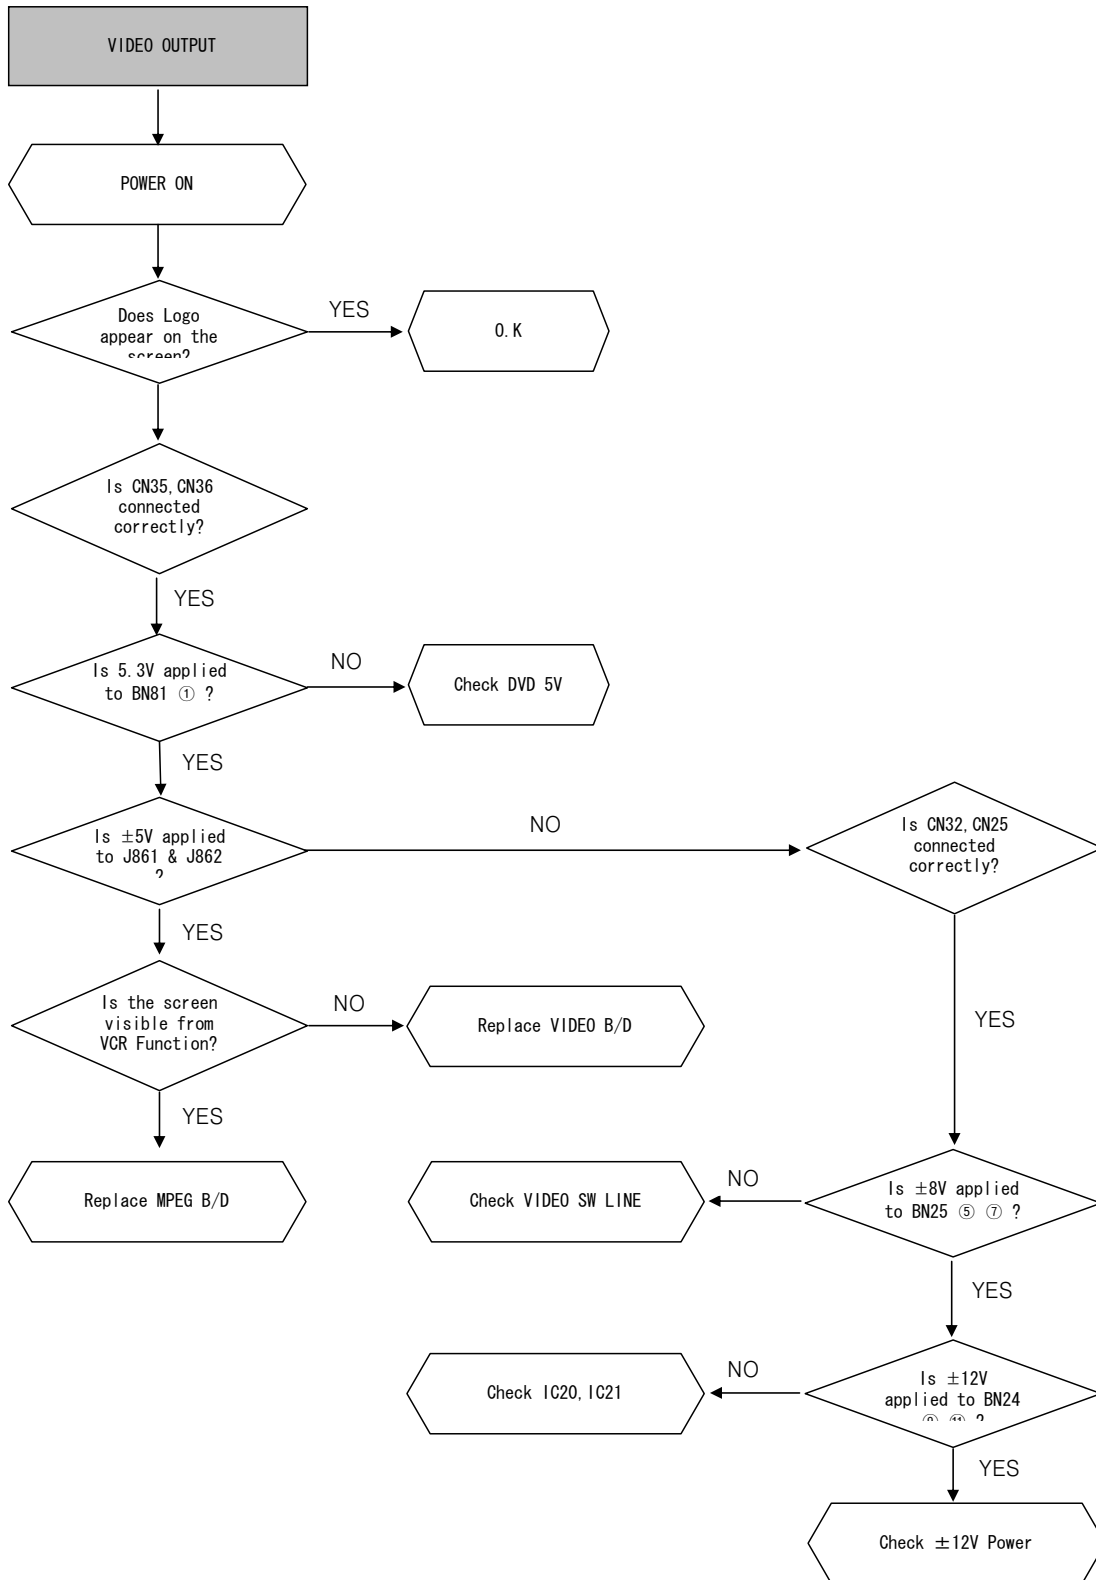 VIDEO OUTPUT
POWER ON
Does Logo
appear on the
screen?
YES
O.K
Is CN35,CN36
connected
correctly?
YES
Is 5.3V applied
to BN81 ① ?
NO
Check DVD 5V
YES
Is ±5V applied
to J861 & J862
?
NO
Is CN32,CN25
connected
correctly?
YES
Is the screen
visible from
VCR Function?
NO
Replace VIDEO B/D
YES
YES
Replace MPEG B/D
Check VIDEO SW LINE
NO
Is ±8V applied
to BN25 ⑤ ⑦ ?
YES
Check IC20,IC21
NO
Is ±12V
applied to BN24
⑨ ⑪ ?
YES
Check ±12V Power